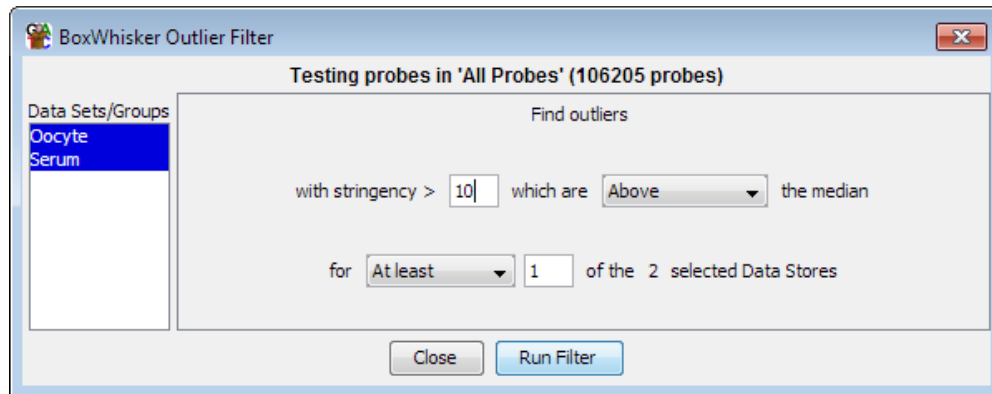 BoxWhisker Outlier Filter
Testing probes in 'All Probes' (106205 probes)
Data Sets/Groups
Oocyte
Serum
Find outliers
with stringency > 10 which are Above the median
for At least 1 of the 2 selected Data Stores
Close Run Filter